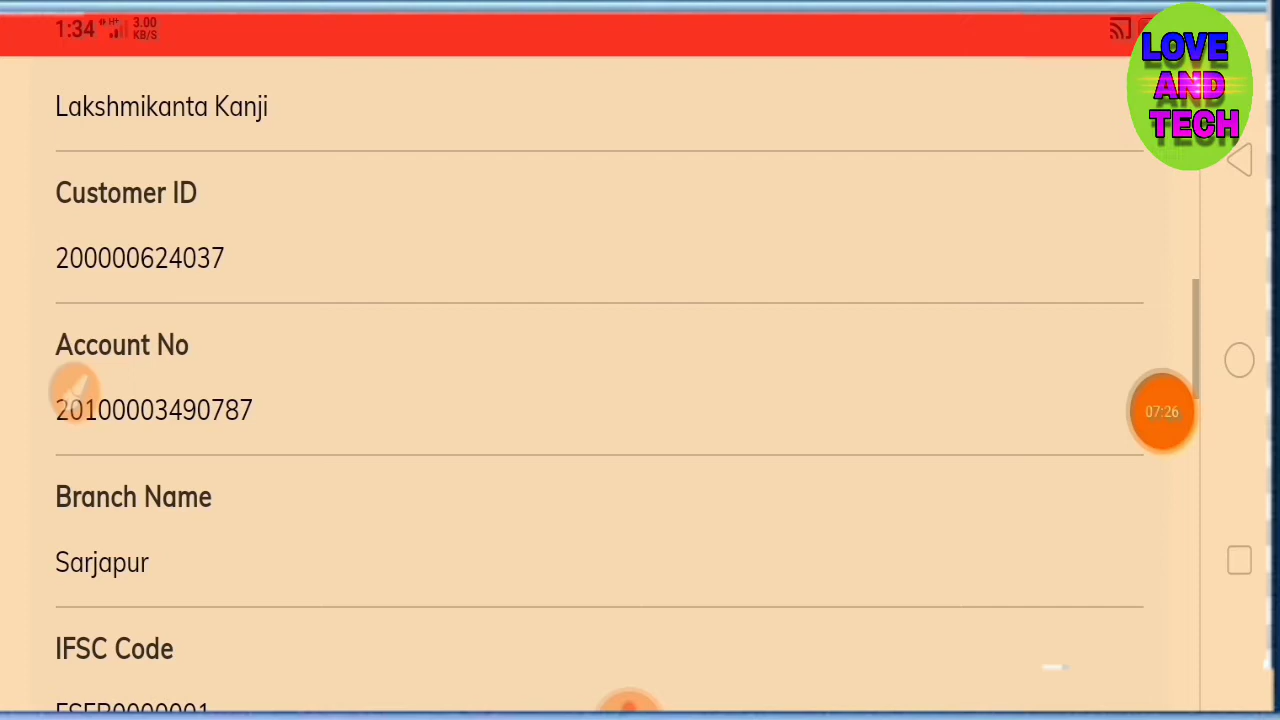 1:34 H+ 3.00
KB/S
LOVE
AND
TECH
Lakshmikanta Kanji
Customer ID
200000624037
Account No
20100003490787
07:26
Branch Name
Sarjapur
IFSC Code